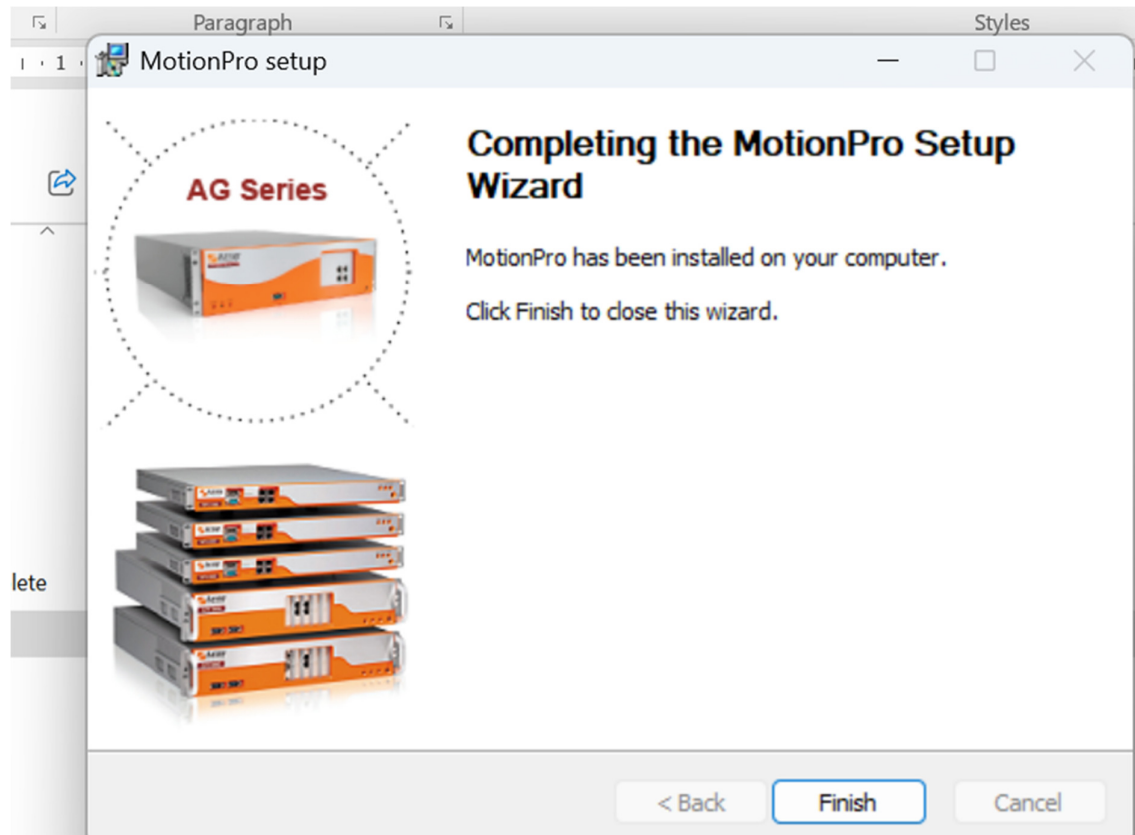 Paragraph
Styles
1
MotionPro setup
Completing the MotionPro Setup
Wizard
AG Series
MotionPro has been installed on your computer.
Click Finish to close this wizard.
lete
< Back
Finish
Cancel